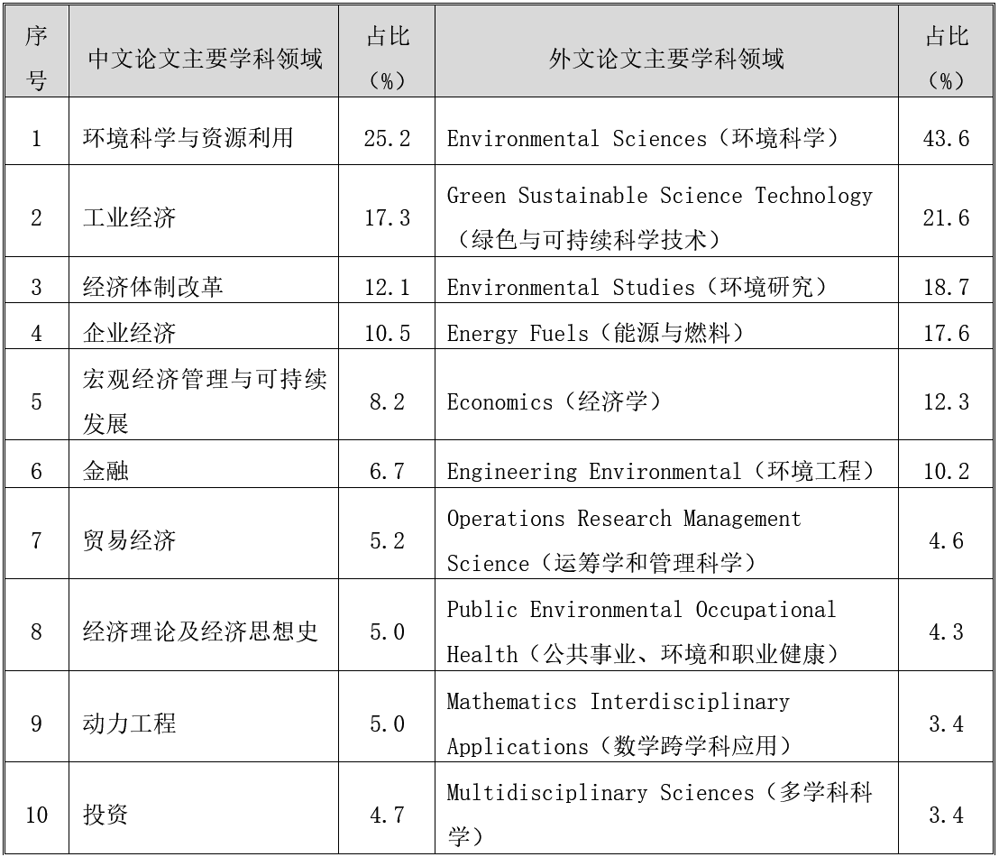 序号 中文论文主要学科领域 占比（%） 外文论文主要学科领域 占比（%）
1 环境科学与资源利用 25.2 Environmental Sciences（环境科学） 43.6
2 工业经济 17.3 Green Sustainable Science Technology
（绿色与可持续科学技术） 21.6
3 经济体制改革 12.1 Environmental Studies（环境研究） 18.7
4 企业经济 10.5 Energy Fuels（能源与燃料） 17.6
5 宏观经济管理与可持续
发展 8.2 Economics（经济学） 12.3
6 金融 6.7 Engineering Environmental（环境工程） 10.2
7 贸易经济 5.2 Operations Research Management
Science（运筹学和管理科学） 4.6
8 经济理论及经济思想史 5.0 Public Environmental Occupational
Health（公共事业、环境和职业健康） 4.3
9 动力工程 5.0 Mathematics Interdisciplinary
Applications（数学跨学科应用） 3.4
10 投资 4.7 Multidisciplinary Sciences（多学科科
学） 3.4